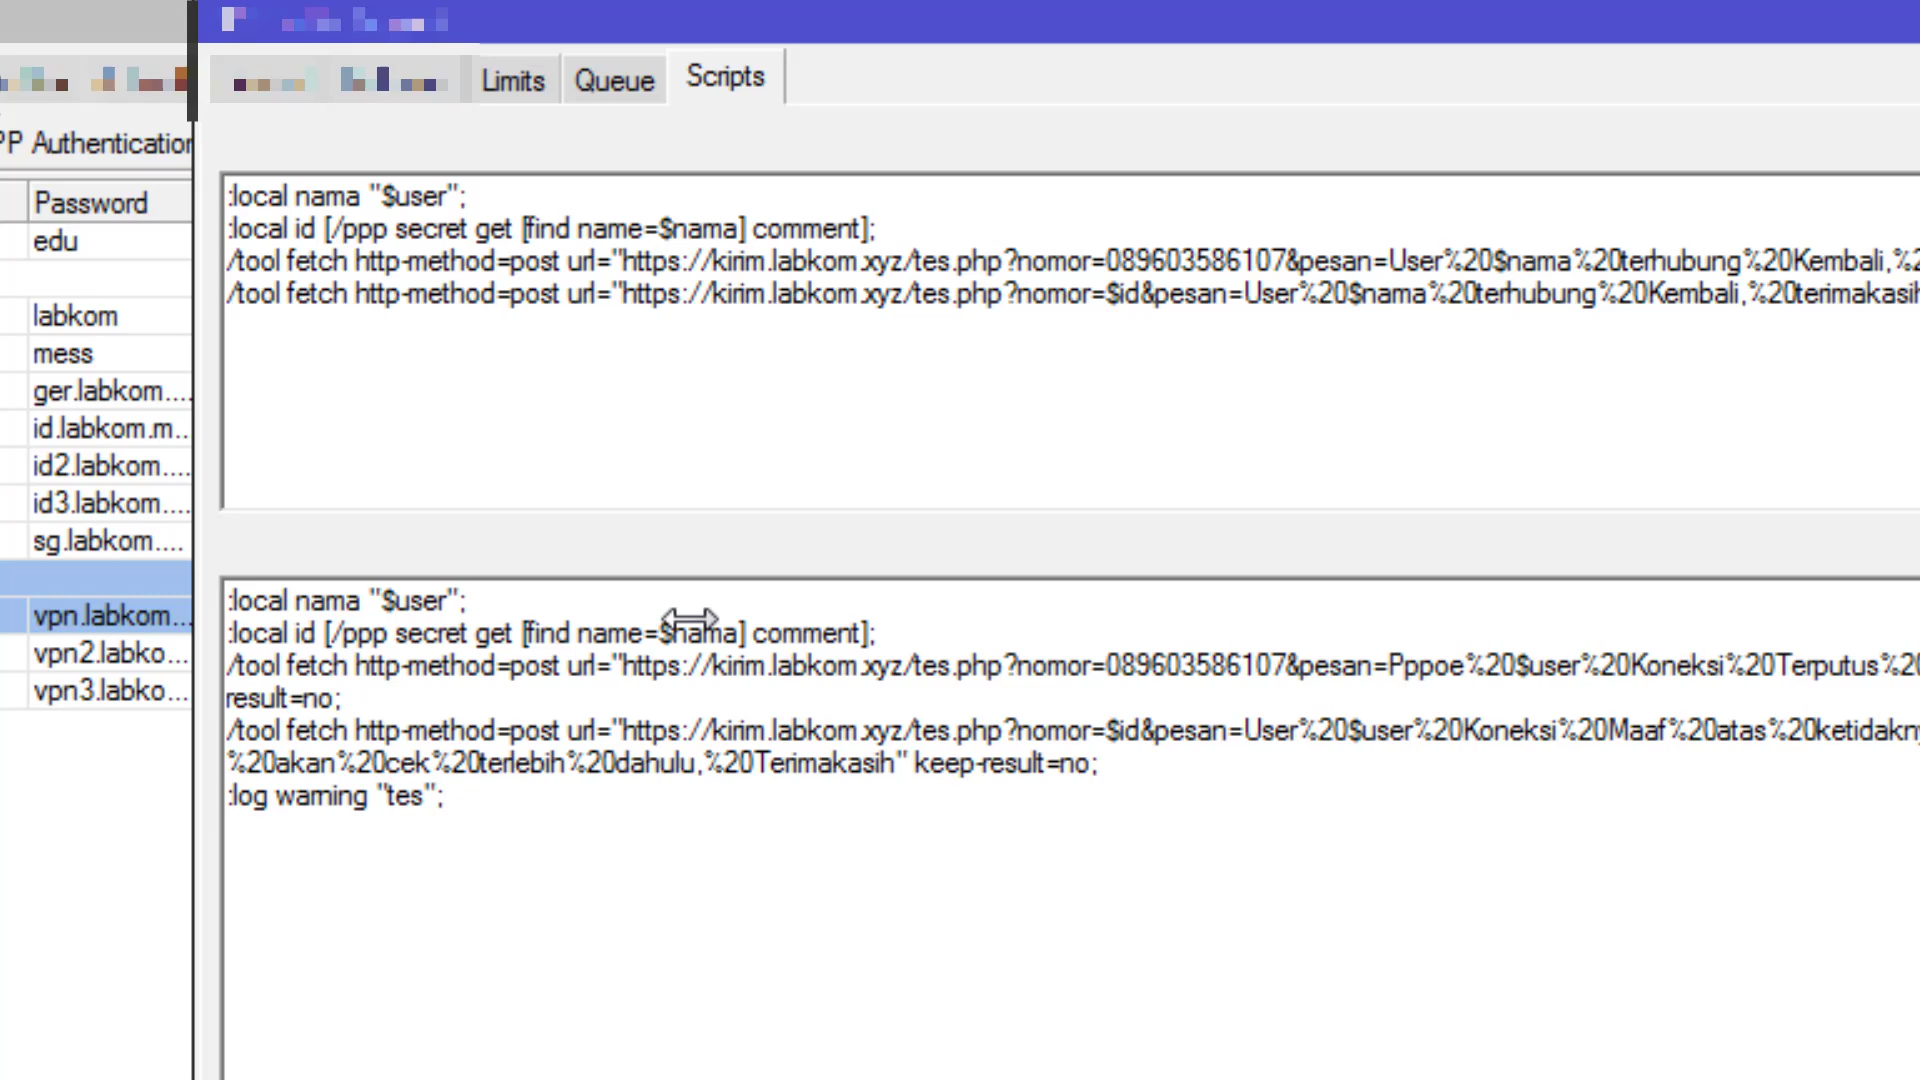 Limits Queue Scripts
PP Authentication
Password
edu
labkom
mess
ger.labkom....
id.labkom.m...
id2.labkom....
id3.labkom....
sg.labkom....
vpn.labkom...
vpn2.labko...
vpn3.labko...
:local nama "$user";
:local id [/ppp secret get [find name=$nama] comment];
/tool fetch http-method=post url="https://kirim.labkom.xyz/tes.php?nomor=089603586107&pesan=User%20$nama%20terhubung%20Kembali,%2
/tool fetch http-method=post url="https://kirim.labkom.xyz/tes.php?nomor=$id&pesan=User%20$nama%20terhubung%20Kembali,%20terimakasih
:local nama "$user";
:local id [/ppp secret get [find name=$nama] comment];
/tool fetch http-method=post url="https://kirim.labkom.xyz/tes.php?nomor=089603586107&pesan=Pppoe%20$user%20Koneksi%20Terputus%20
result=no;
/tool fetch http-method=post url="https://kirim.labkom.xyz/tes.php?nomor=$id&pesan=User%20$user%20Koneksi%20Maaf%20atas%20ketidakny
%20akan%20cek%20terlebih%20dahulu,%20Terimakasih" keep-result=no;
:log warning "tes";